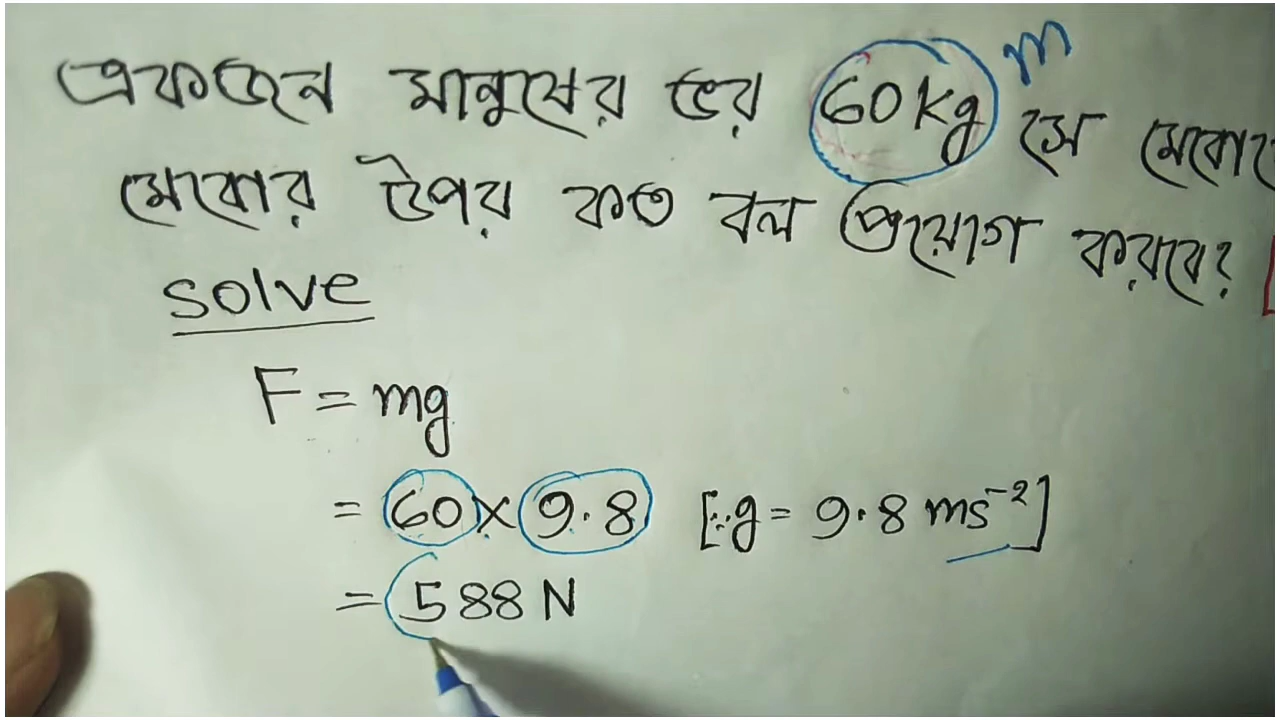 একজন মানুষের ভর 60kg m সে
মেঝের উপর কত বল প্রয়োগ করবে?
solve
F = mg
= 60 × 9.8 [∴g = 9.8 ms⁻²]
= 588 N